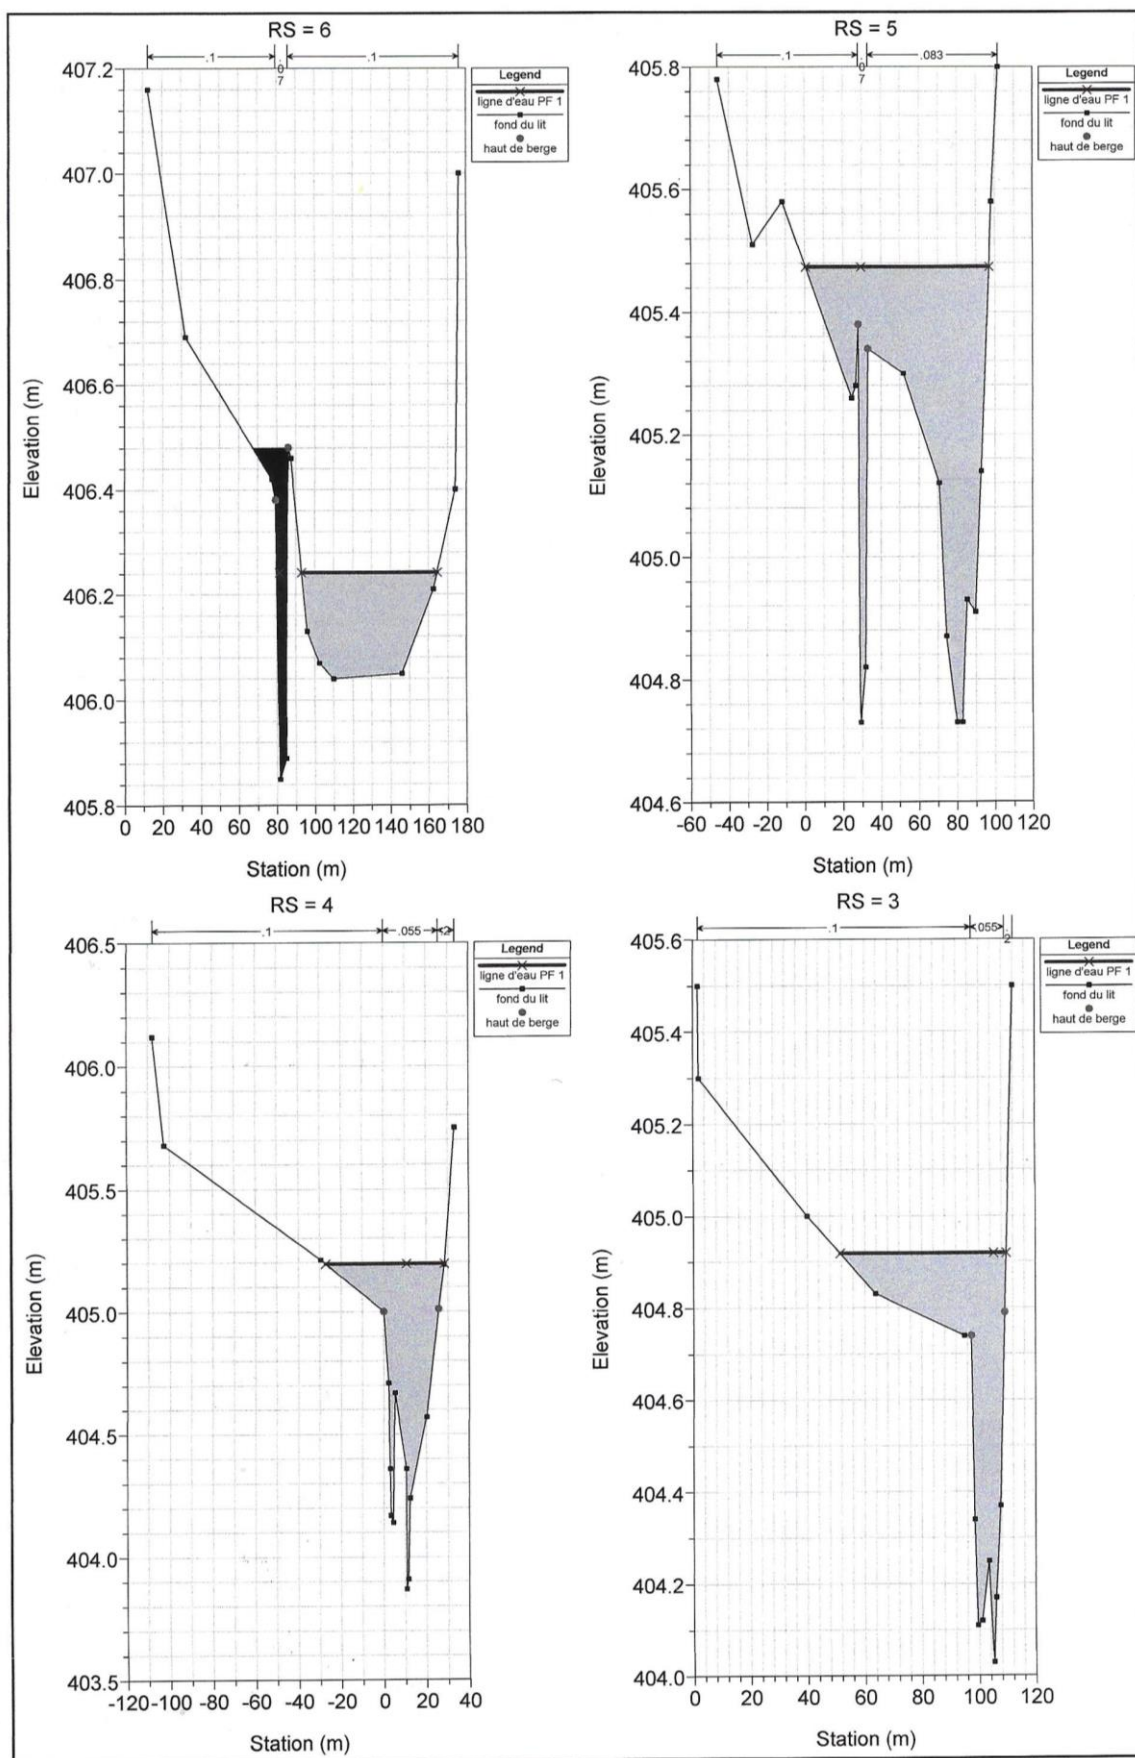 RS = 6
.1
.07
.1
Legend
ligne d'eau PF 1
fond du lit
haut de berge
407.2
407.0
406.8
406.6
406.4
406.2
406.0
405.8
Elevation (m)
0 20 40 60 80 100 120 140 160 180
Station (m)
RS = 5
.1
.07
.083
Legend
ligne d'eau PF 1
fond du lit
haut de berge
405.8
405.6
405.4
405.2
405.0
404.8
404.6
Elevation (m)
-60 -40 -20 0 20 40 60 80 100 120
Station (m)
RS = 4
.1
.055
.2
Legend
ligne d'eau PF 1
fond du lit
haut de berge
406.5
406.0
405.5
405.0
404.5
404.0
403.5
Elevation (m)
-120 -100 -80 -60 -40 -20 0 20 40
Station (m)
RS = 3
.1
.055
.2
Legend
ligne d'eau PF 1
fond du lit
haut de berge
405.6
405.4
405.2
405.0
404.8
404.6
404.4
404.2
404.0
Elevation (m)
0 20 40 60 80 100 120
Station (m)